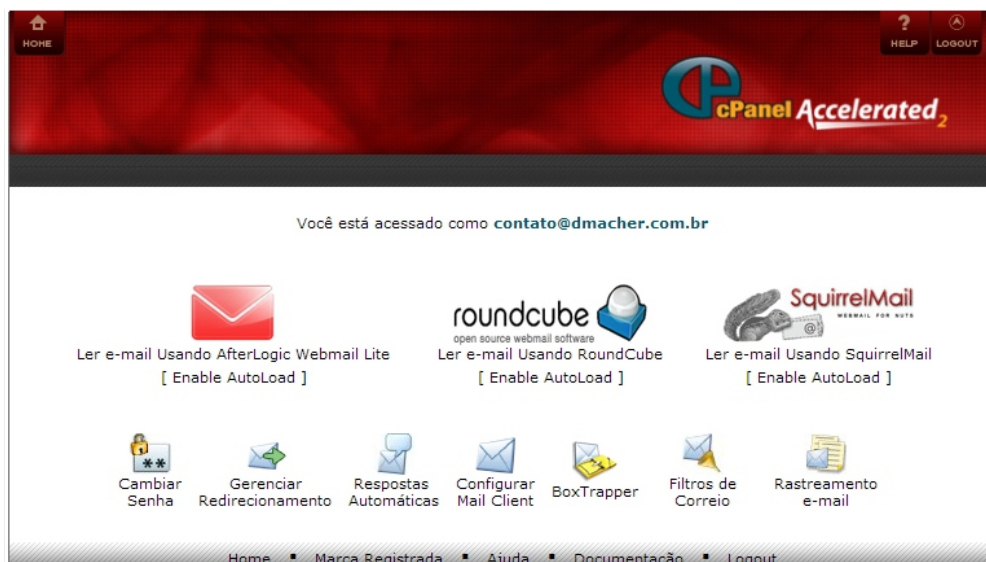 HOME
?
HELP
LOGOUT
cPanel Accelerated2
Você está acessado como contato@dmacher.com.br
roundcube
open source webmail software
SquirrelMail
WEBMAIL FOR NUTS
Ler e-mail Usando AfterLogic Webmail Lite
Ler e-mail Usando RoundCube
Ler e-mail Usando SquirrelMail
[ Enable AutoLoad ]
[ Enable AutoLoad ]
[ Enable AutoLoad ]
Cambiar
Senha
Gerenciar
Redirecionamento
Respostas
Automáticas
Configurar
Mail Client
BoxTrapper
Filtros de
Correio
Rastreamento
e-mail
Home ▪ Marca Registrada ▪ Ajuda ▪ Documentação ▪ Logout